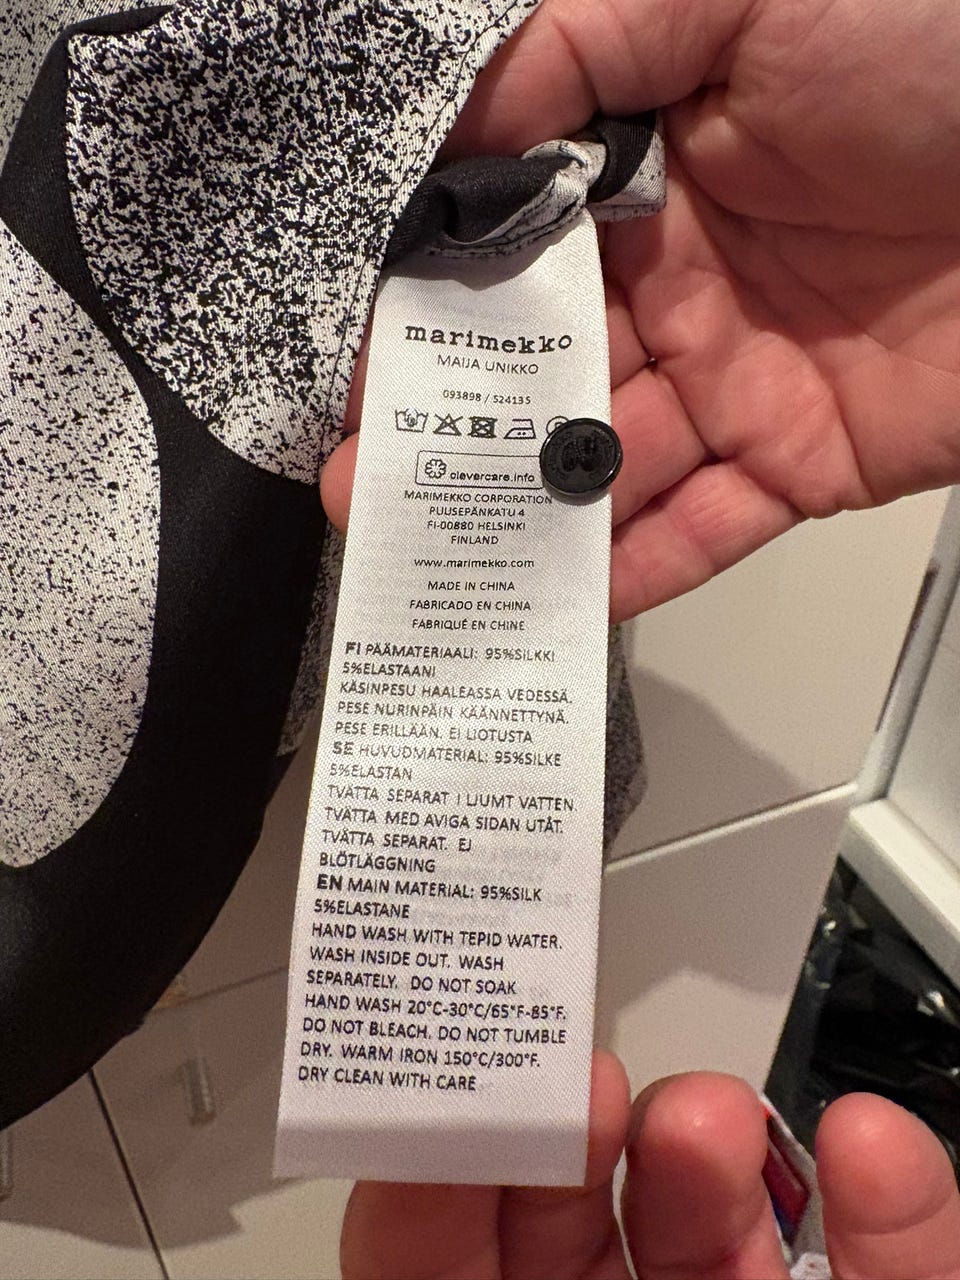 marimekko
MAIJA UNIKKO
093898 / 524135
clevercare.info
MARIMEKKO CORPORATION
PUUSEPÄNKATU 4
FI-00880 HELSINKI
FINLAND
www.marimekko.com
MADE IN CHINA
FABRICADO EN CHINA
FABRIQUÉ EN CHINE
FI PÄÄMATERIAALI: 95%SILKKI
5%ELASTAANI
KÄSINPESU HAALEASSA VEDESSÄ.
PESE NURINPÄIN KÄÄNNETTYNÄ.
PESE ERILLÄÄN. EI LIOTUSTA
SE HUVUDMATERIAL: 95%SILKE
5%ELASTAN
TVÄTTA SEPARAT I LJUMT VATTEN.
TVÄTTA MED AVIGA SIDAN UTÅT.
TVÄTTA SEPARAT. EJ
BLÖTLÄGGNING
EN MAIN MATERIAL: 95%SILK
5%ELASTANE
HAND WASH WITH TEPID WATER.
WASH INSIDE OUT. WASH
SEPARATELY. DO NOT SOAK
HAND WASH 20°C-30°C/65°F-85°F.
DO NOT BLEACH. DO NOT TUMBLE
DRY. WARM IRON 150°C/300°F.
DRY CLEAN WITH CARE